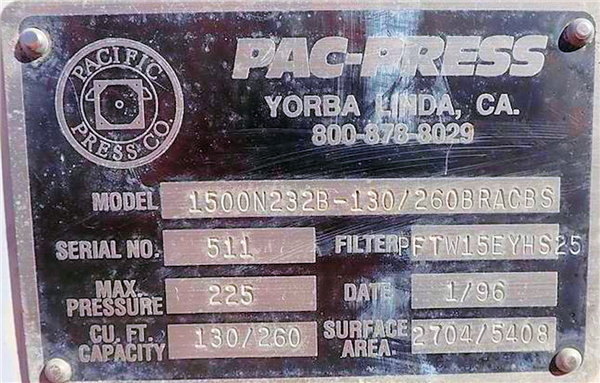 PACIFIC PRESS CO.
PAC-PRESS
YORBA LINDA, CA.
800-878-8029
MODEL 1500N232B-130/260BRACBS
SERIAL NO. 511 FILTER PFTW15EYHS25
MAX. PRESSURE 225 DATE 1/96
CU. FT. CAPACITY 130/260 SURFACE AREA. 2704/5408